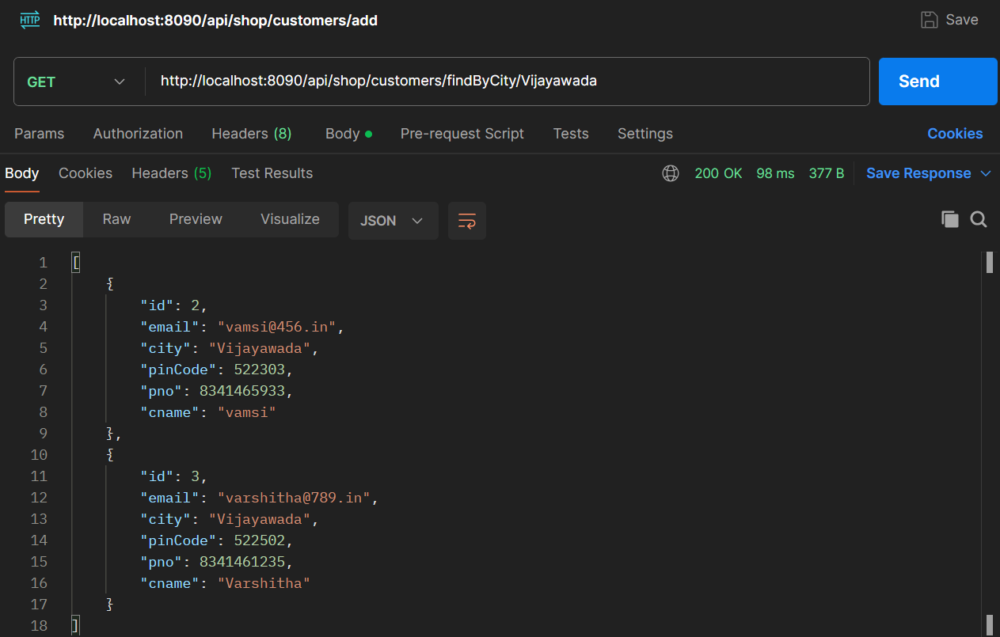 HTTP http://localhost:8090/api/shop/customers/add Save
GET http://localhost:8090/api/shop/customers/findByCity/Vijayawada Send
Params Authorization Headers (8) Body Pre-request Script Tests Settings Cookies
Body Cookies Headers (5) Test Results 200 OK 98 ms 377 B Save Response
Pretty Raw Preview Visualize JSON
1 [
2 {
3 "id": 2,
4 "email": "vamsi@456.in",
5 "city": "Vijayawada",
6 "pinCode": 522303,
7 "pno": 8341465933,
8 "cname": "vamsi"
9 },
10 {
11 "id": 3,
12 "email": "varshitha@789.in",
13 "city": "Vijayawada",
14 "pinCode": 522502,
15 "pno": 8341461235,
16 "cname": "Varshitha"
17 }
18 ]